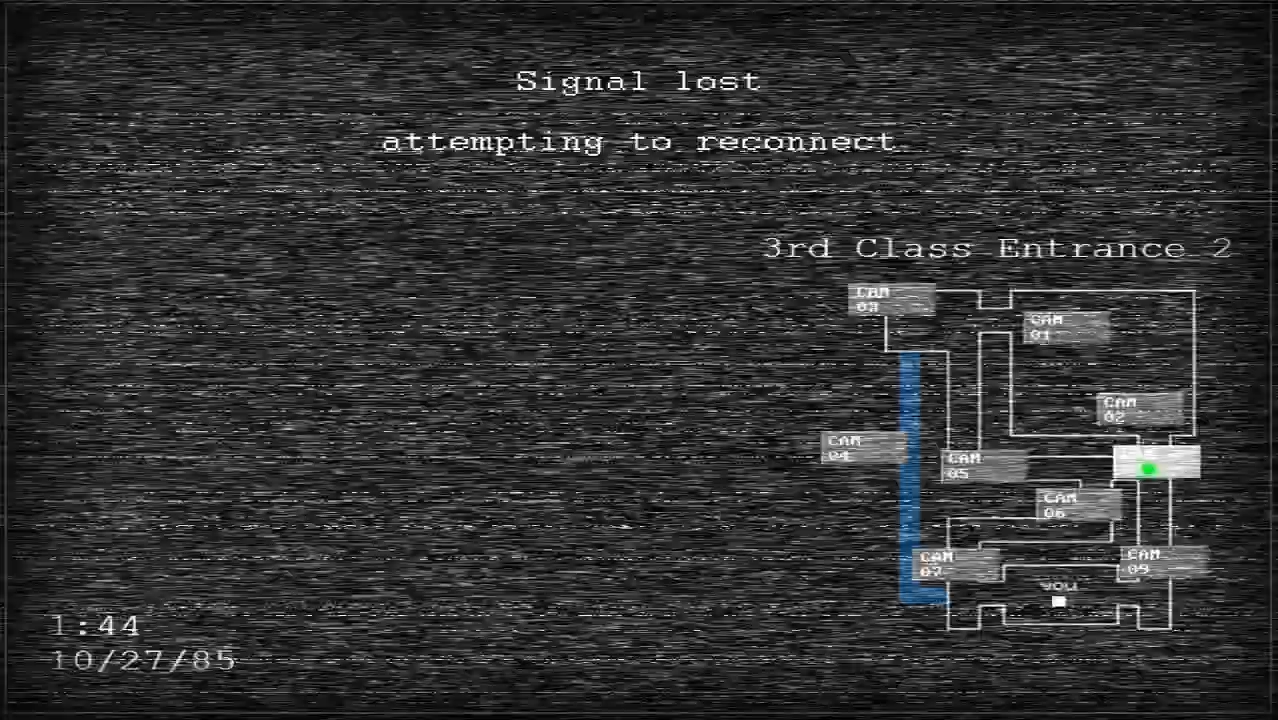 Signal lost
attempting to reconnect
3rd Class Entrance 2
CAM
03
CAM
01
CAM
02
CAM
04
CAM
05
CAM
06
CAM
07
CAM
09
YOU
1:44
10/27/85